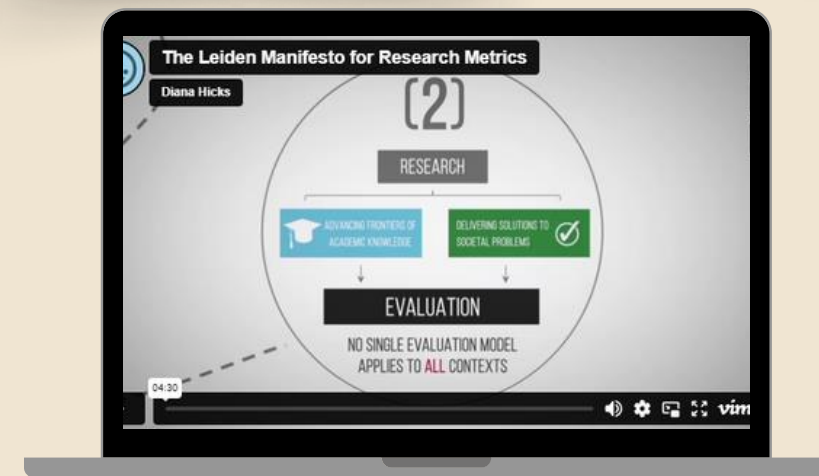 The Leiden Manifesto for Research Metrics
Diana Hicks
(2)
RESEARCH
ADVANCING FRONTIERS OF
ACADEMIC KNOWLEDGE
DELIVERING SOLUTIONS TO
SOCIETAL PROBLEMS
EVALUATION
NO SINGLE EVALUATION MODEL
APPLIES TO ALL CONTEXTS
04:30
vim